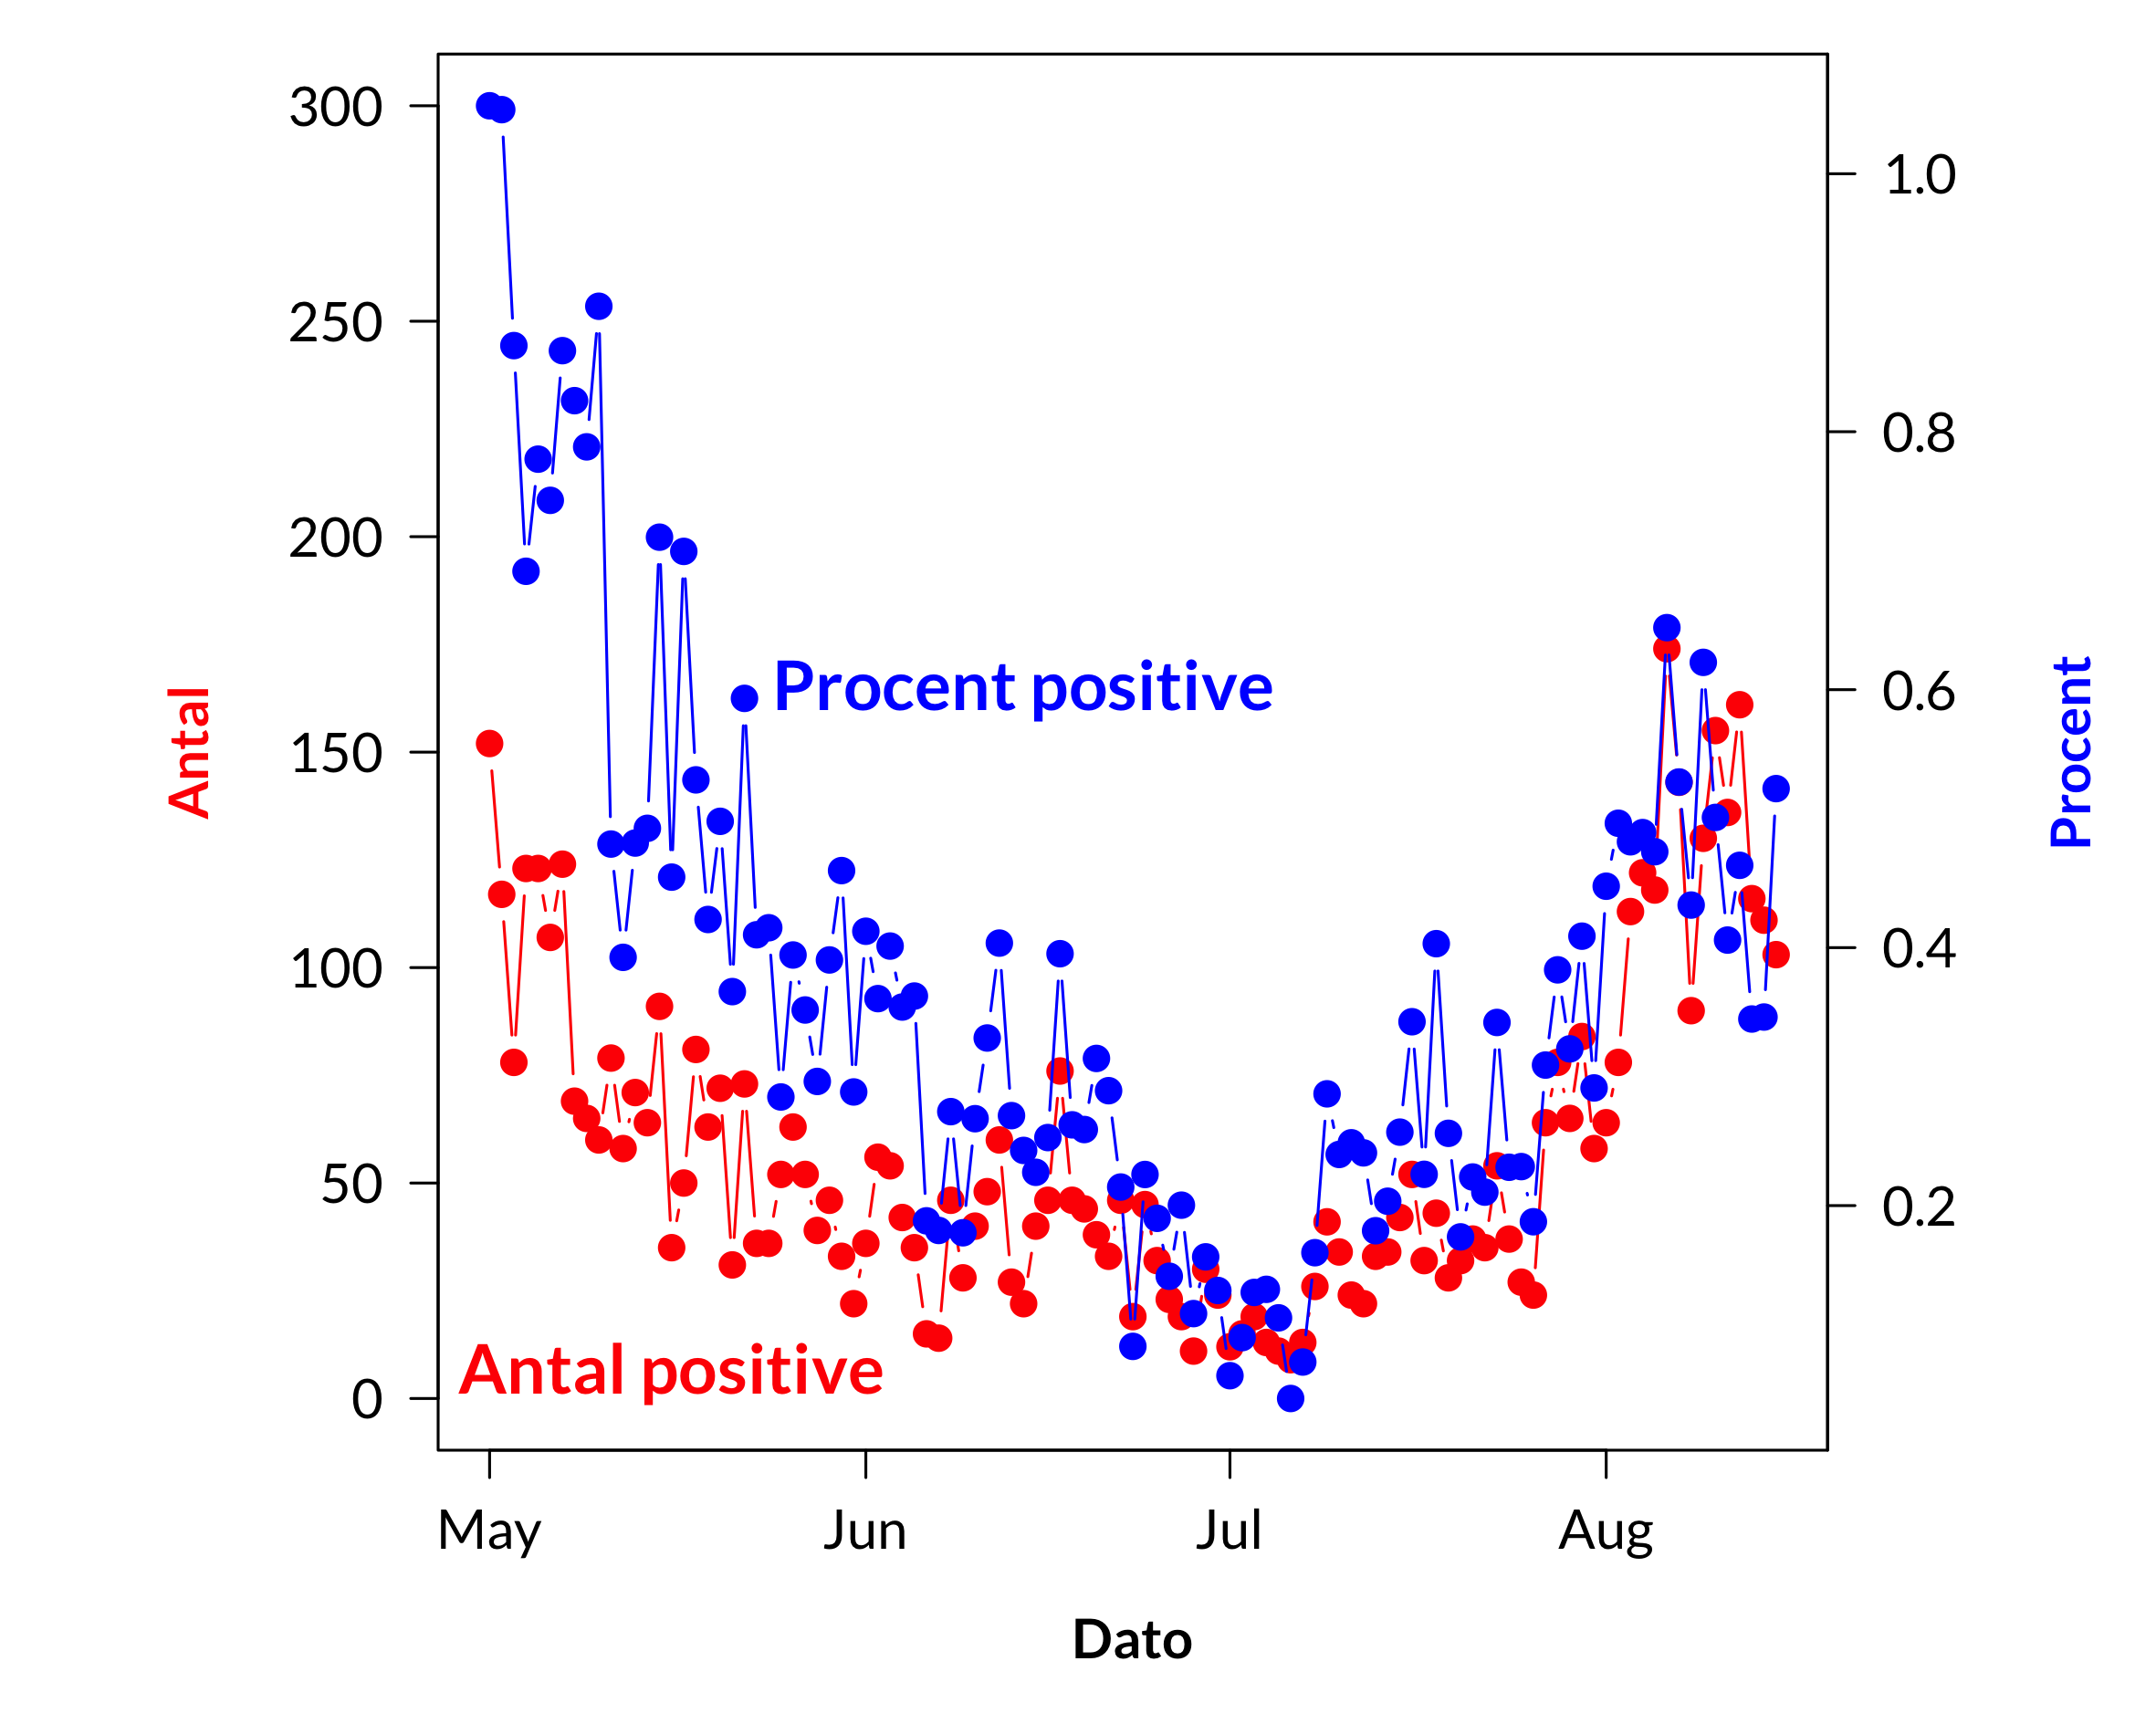 300
250
200
150
100
50
0
Antal
1.0
0.8
0.6
0.4
0.2
Procent
Procent positive
Antal positive
May
Jun
Jul
Aug
Dato